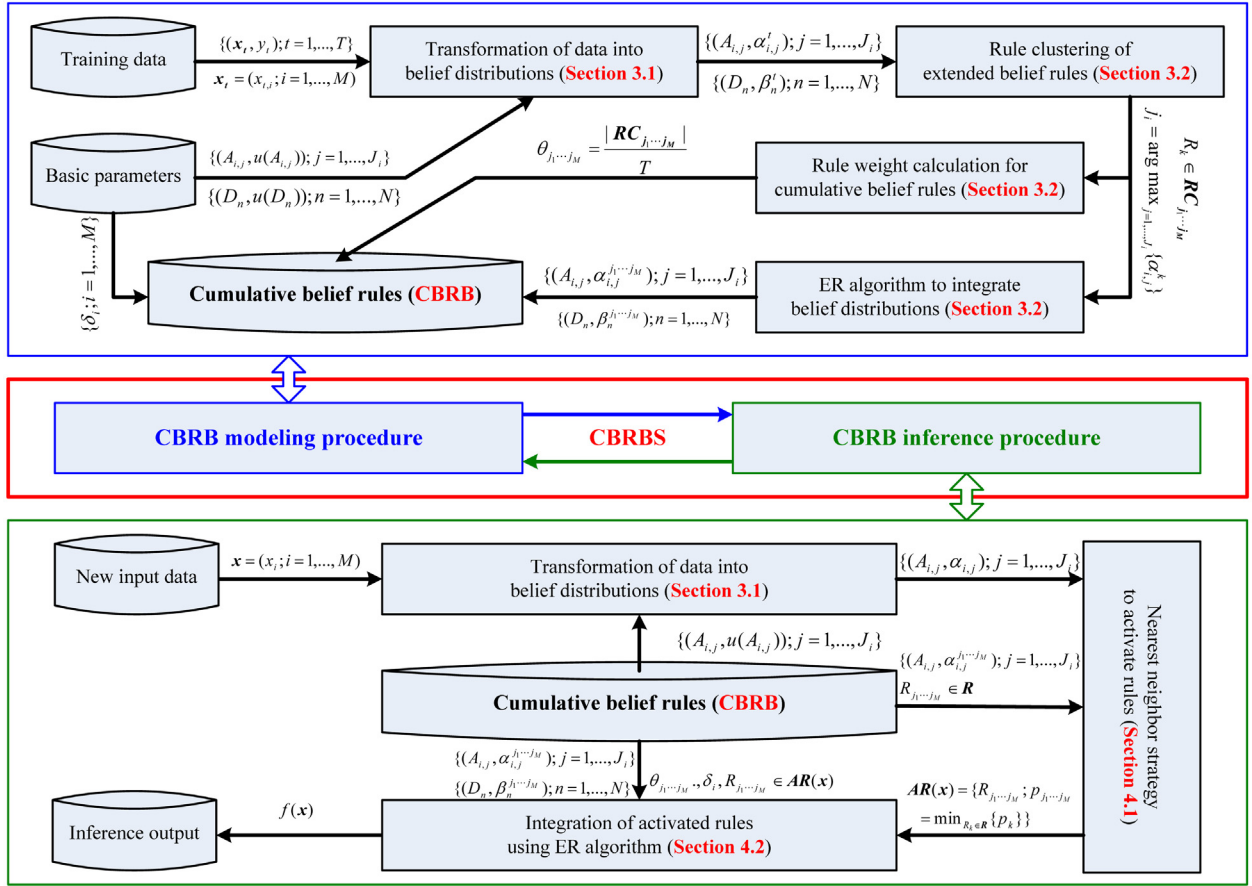 Training data
{(x_t, y_t); t = 1,...,T}
x_t = (x_{t,i}; i = 1,...,M)
Transformation of data into
belief distributions (Section 3.1)
{(A_{i,j}, α_{i,j}^t); j = 1,...,J_i}
{(D_n, β_n^t); n = 1,...,N}
Rule clustering of
extended belief rules (Section 3.2)
R_k ∈ RC_{j_1···j_M}
j_i = arg max_{j=1,...,J_i} {α_{i,j}^k}
Basic parameters
{(A_{i,j}, u(A_{i,j})); j = 1,...,J_i}
{(D_n, u(D_n)); n = 1,...,N}
θ_{j_1···j_M} = | RC_{j_1···j_M} | / T
Rule weight calculation for
cumulative belief rules (Section 3.2)
{δ_i; i = 1,...,M}
Cumulative belief rules (CBRB)
{(A_{i,j}, α_{i,j}^{j_1···j_M}); j = 1,...,J_i}
{(D_n, β_n^{j_1···j_M}); n = 1,...,N}
ER algorithm to integrate
belief distributions (Section 3.2)
CBRB modeling procedure
CBRBS
CBRB inference procedure
New input data
x = (x_i; i = 1,...,M)
Transformation of data into
belief distributions (Section 3.1)
{(A_{i,j}, α_{i,j}); j = 1,...,J_i}
Nearest neighbor strategy
to activate rules (Section 4.1)
{(A_{i,j}, u(A_{i,j})); j = 1,...,J_i}
Cumulative belief rules (CBRB)
{(A_{i,j}, α_{i,j}^{j_1···j_M}); j = 1,...,J_i}
R_{j_1···j_M} ∈ R
{(A_{i,j}, α_{i,j}^{j_1···j_M}); j = 1,...,J_i}
{(D_n, β_n^{j_1···j_M}); n = 1,...,N}
θ_{j_1···j_M}., δ_i, R_{j_1···j_M} ∈ AR(x)
AR(x) = {R_{j_1···j_M}; p_{j_1···j_M}
= min_{R_k∈R} {p_k}}
Integration of activated rules
using ER algorithm (Section 4.2)
f(x)
Inference output